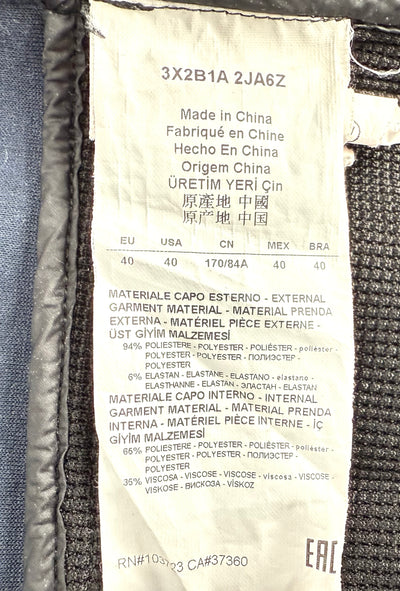 3X2B1A 2JA6Z
Made in China
Fabriqué en Chine
Hecho En China
Origem China
ÜRETİM YERİ Çin
原產地 中國
原产地 中国
EU USA CN MEX BRA
40 40 170/84A 40 40
MATERIALE CAPO ESTERNO - EXTERNAL
GARMENT MATERIAL - MATERIAL PRENDA
EXTERNA - MATÉRIEL PIÈCE EXTERNE -
ÜST GİYİM MALZEMESİ
94% POLIESTERE - POLYESTER - POLIÉSTER - poliéster -
POLYESTER - POLYESTER - ПОЛИЭСТЕР -
POLYESTER
6% ELASTAN - ELASTANE - ELASTANO - elastano -
ELASTHANNE - ELASTAN - ЭЛАСТАН - ELASTAN
MATERIALE CAPO INTERNO - INTERNAL
GARMENT MATERIAL - MATERIAL PRENDA
INTERNA - MATÉRIEL PIÈCE INTERNE - İÇ
GİYİM MALZEMESİ
65% POLIESTERE - POLYESTER - POLIÉSTER - poliéster -
POLYESTER - POLYESTER - ПОЛИЭСТЕР -
POLYESTER
35% VISCOSA - VISCOSE - VISCOSE - viscosa - VISCOSE -
VISKOSE - ВИСКОЗА - VİSKOZ
CA#37360
EAC